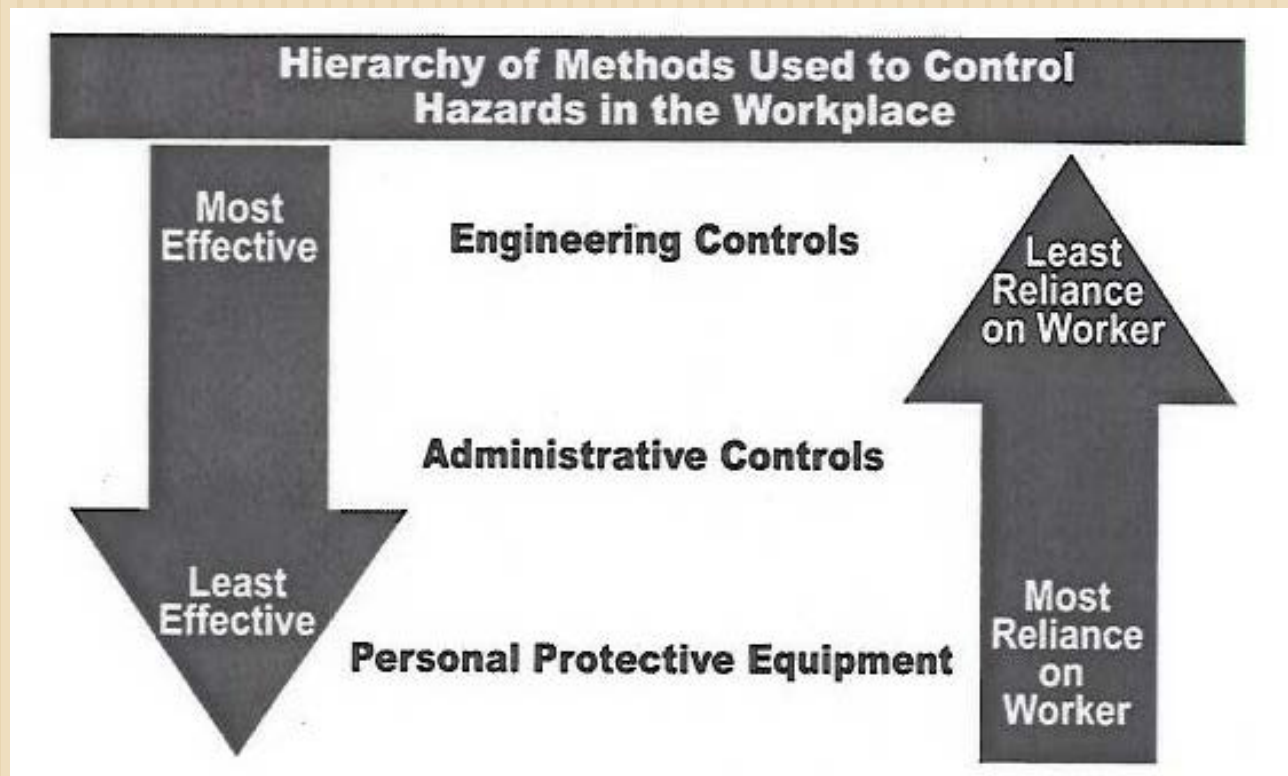 Hierarchy of Methods Used to Control
Hazards in the Workplace
Most
Effective
Engineering Controls
Least
Reliance
on Worker
Administrative Controls
Least
Effective
Personal Protective Equipment
Most
Reliance
on
Worker